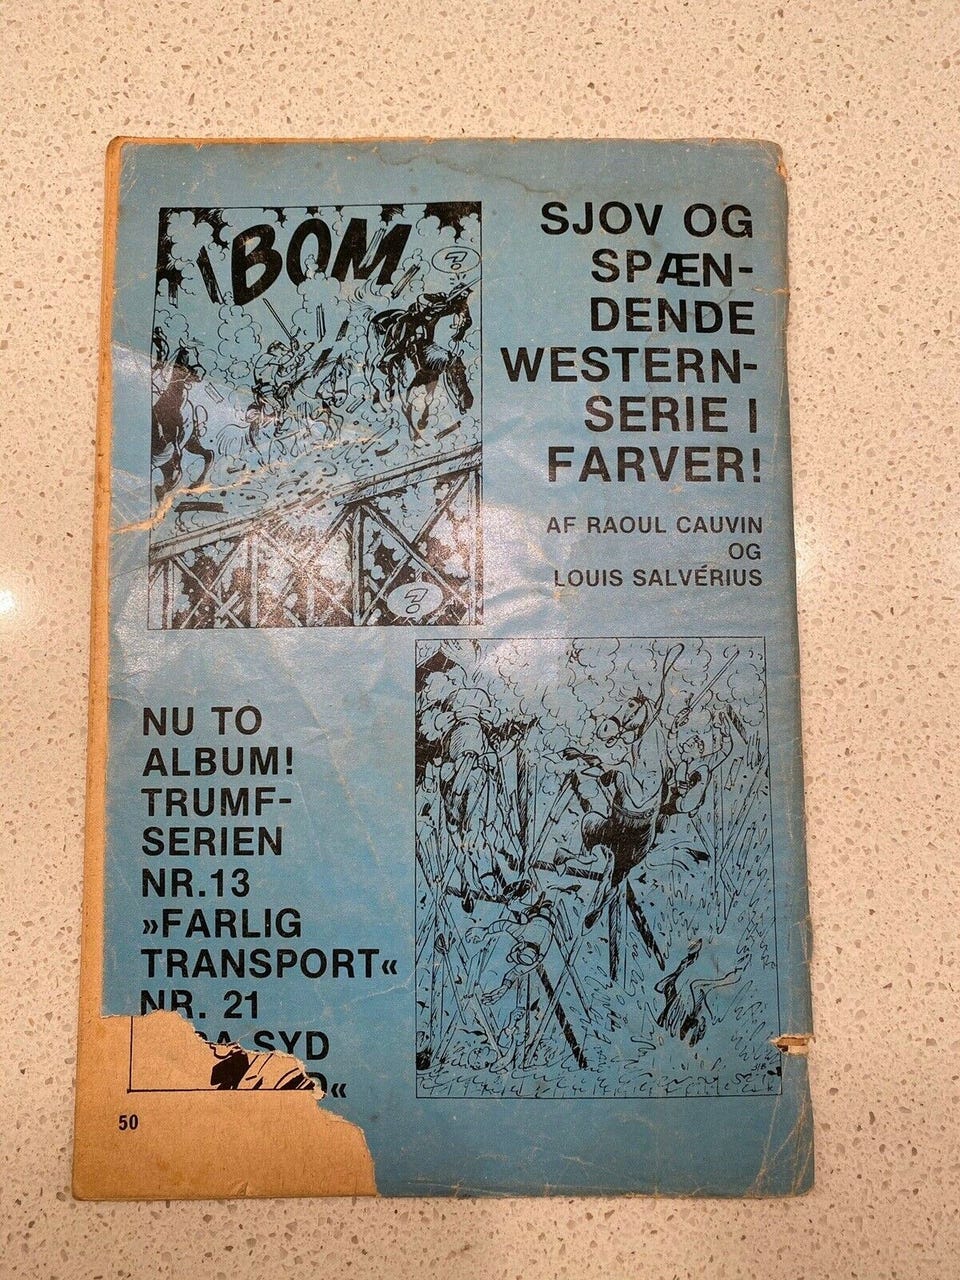 BOM
?
SJOV OG
SPÆN-
DENDE
WESTERN-
SERIE I
FARVER!
AF RAOUL CAUVIN
OG
LOUIS SALVÉRIUS
?
NU TO
ALBUM!
TRUMF-
SERIEN
NR.13
»FARLIG
TRANSPORT«
NR. 21
SYD
«
50